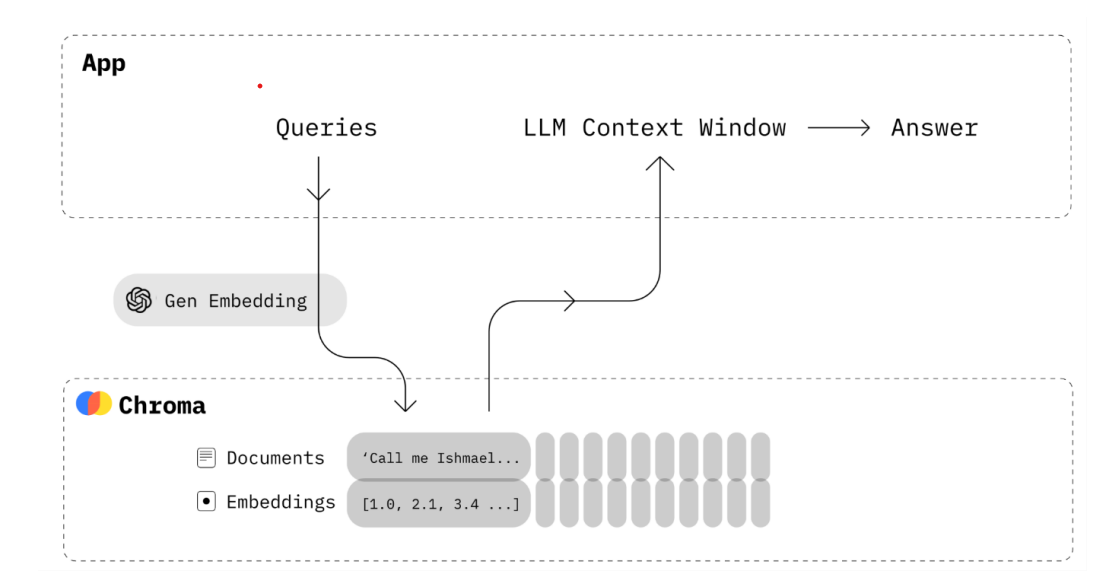 App
Queries
LLM Context Window
Answer
Gen Embedding
Chroma
Documents
‘Call me Ishmael...
Embeddings
[1.0, 2.1, 3.4 ...]